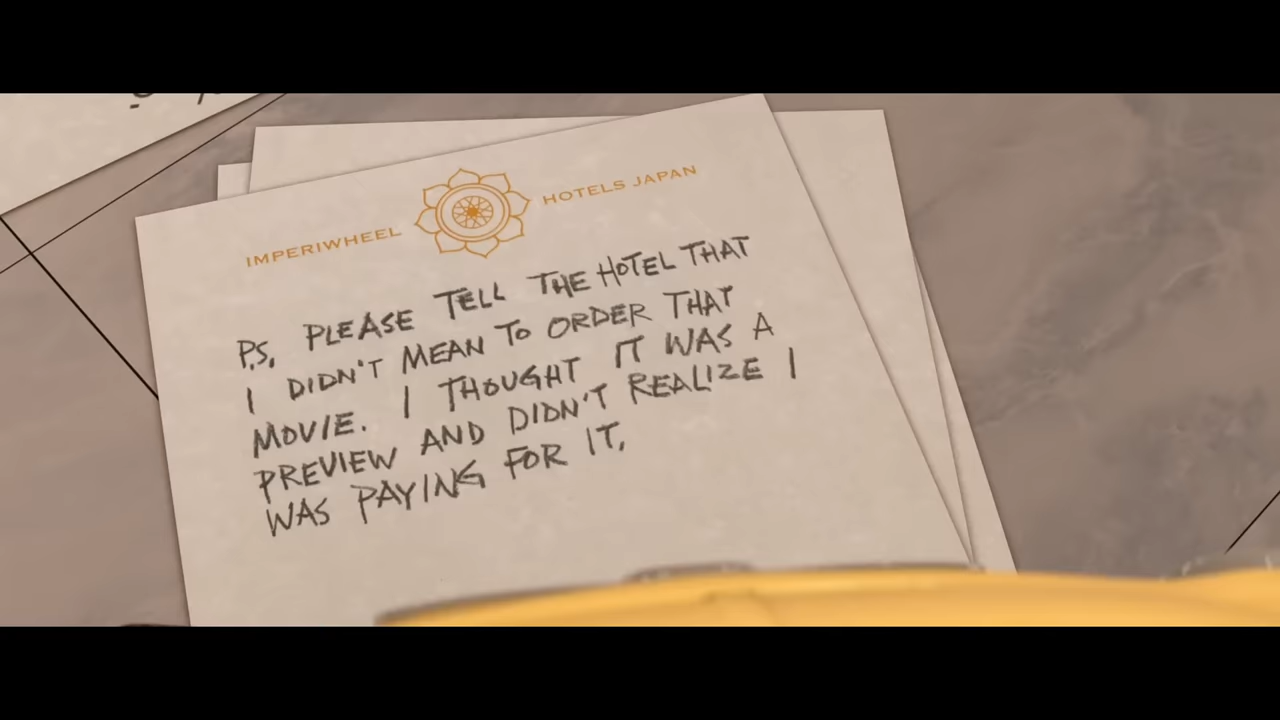 IMPERIWHEEL HOTELS JAPAN
P.S. PLEASE TELL THE HOTEL THAT
I DIDN'T MEAN TO ORDER THAT
MOVIE. I THOUGHT IT WAS A
PREVIEW AND DIDN'T REALIZE I
WAS PAYING FOR IT.